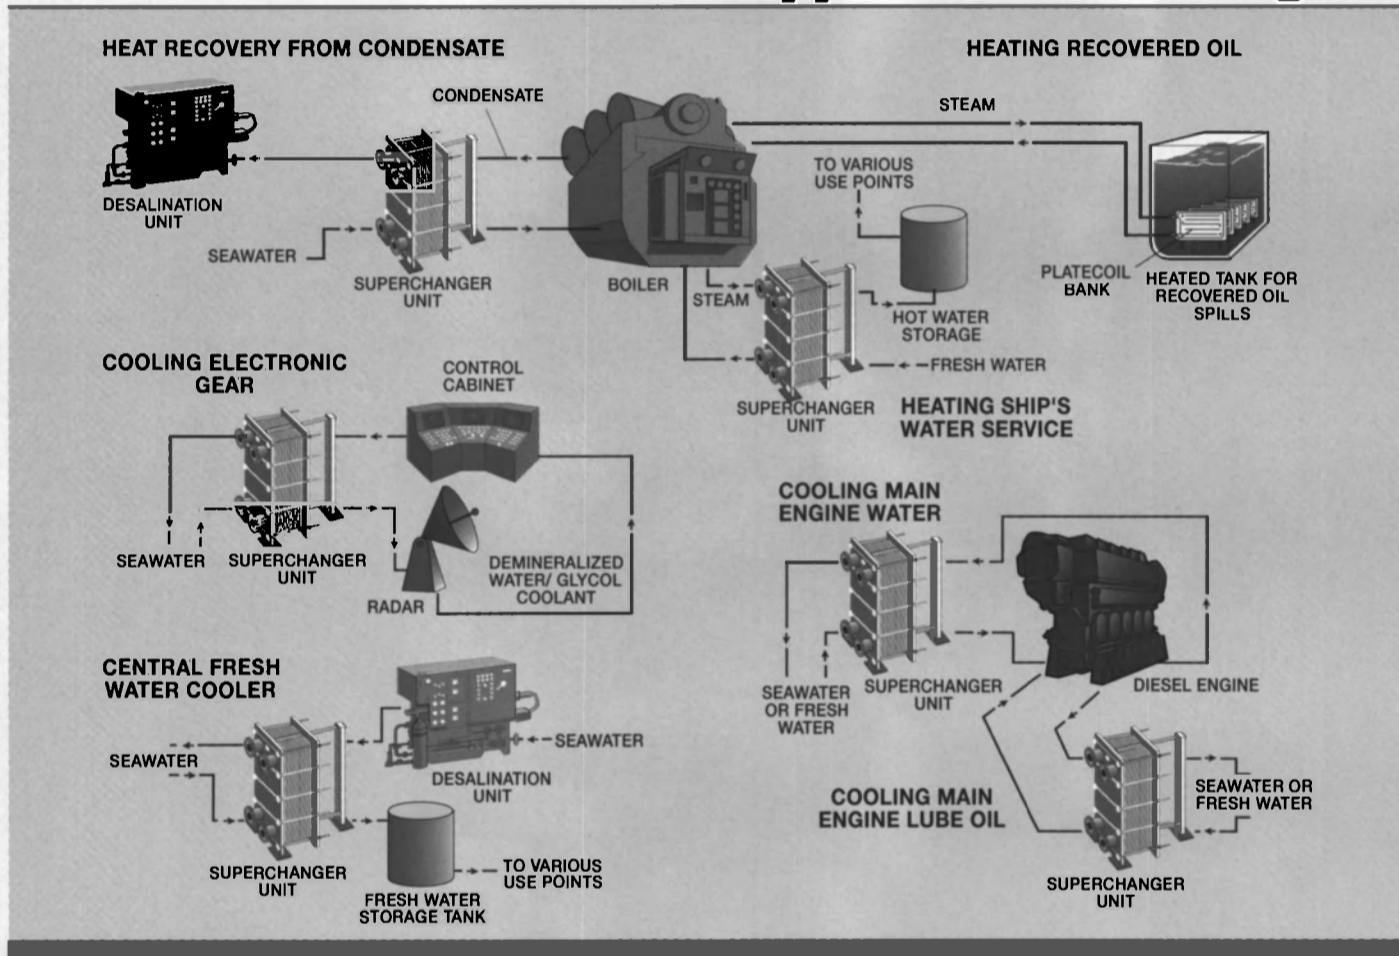 HEAT RECOVERY FROM CONDENSATE
CONDENSATE
DESALINATION
UNIT
SEAWATER
SUPERCHANGER
UNIT
BOILER
HEATING RECOVERED OIL
STEAM
TO VARIOUS
USE POINTS
PLATECOIL
BANK
HEATED TANK FOR
RECOVERED OIL
SPILLS
STEAM
HOT WATER
STORAGE
FRESH WATER
SUPERCHANGER
UNIT
HEATING SHIP'S
WATER SERVICE
COOLING ELECTRONIC
GEAR
CONTROL
CABINET
SEAWATER
SUPERCHANGER
UNIT
RADAR
DEMINERALIZED
WATER/ GLYCOL
COOLANT
COOLING MAIN
ENGINE WATER
SEAWATER
OR FRESH
WATER
SUPERCHANGER
UNIT
DIESEL ENGINE
CENTRAL FRESH
WATER COOLER
SEAWATER
SEAWATER
DESALINATION
UNIT
SUPERCHANGER
UNIT
FRESH WATER
STORAGE TANK
TO VARIOUS
USE POINTS
COOLING MAIN
ENGINE LUBE OIL
SEAWATER OR
FRESH WATER
SUPERCHANGER
UNIT